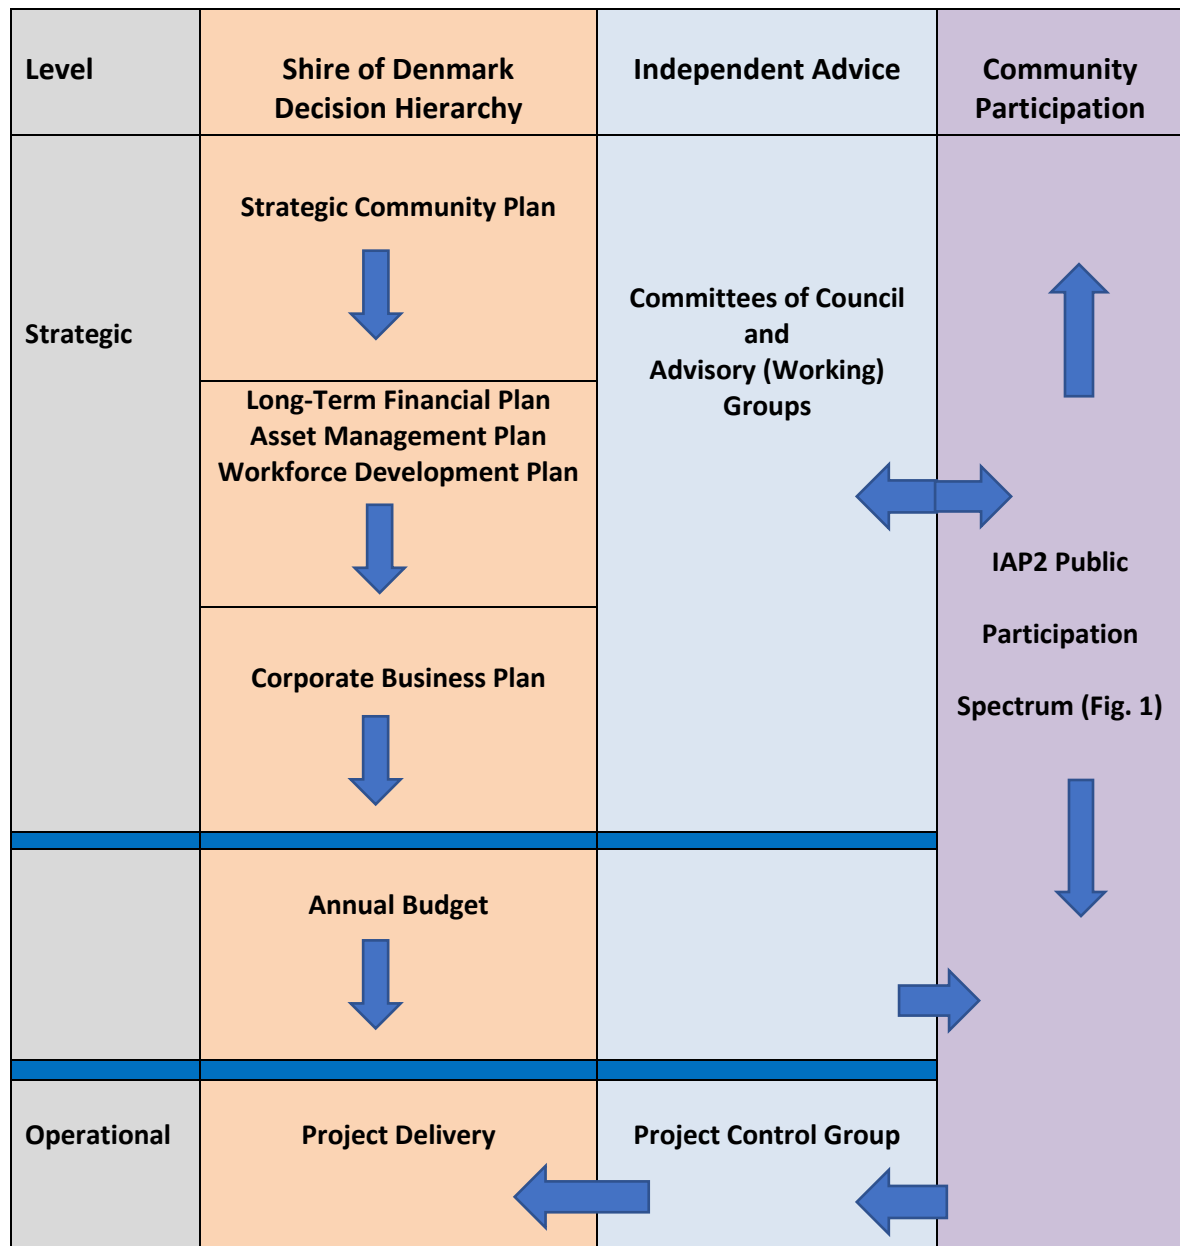 Level
Shire of Denmark
Decision Hierarchy
Independent Advice
Community
Participation
Strategic
Strategic Community Plan
Long-Term Financial Plan
Asset Management Plan
Workforce Development Plan
Corporate Business Plan
Committees of Council
and
Advisory (Working)
Groups
IAP2 Public
Participation
Spectrum (Fig. 1)
Annual Budget
Operational
Project Delivery
Project Control Group